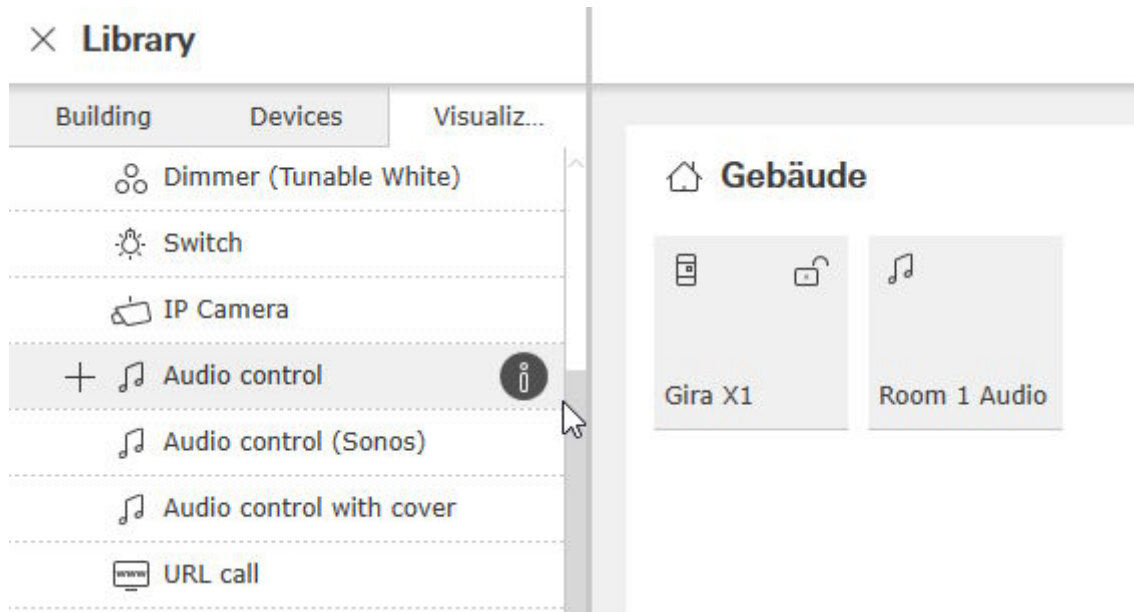 Library
Building Devices Visualiz...
Dimmer (Tunable White)
Switch
IP Camera
Audio control
Audio control (Sonos)
Audio control with cover
www URL call
Gebäude
Gira X1
Room 1 Audio